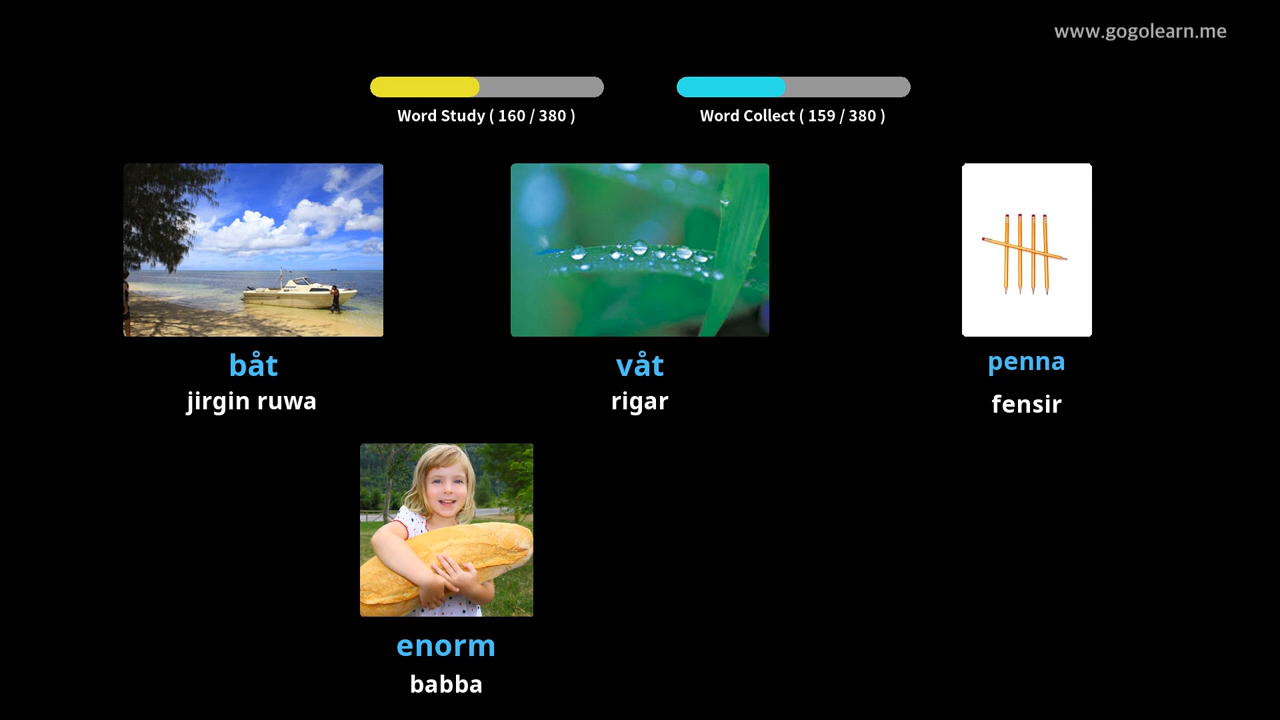 www.gogolearn.me
Word Study ( 160 / 380 )
Word Collect ( 159 / 380 )
båt
jirgin ruwa
våt
rigar
penna
fensir
enorm
babba